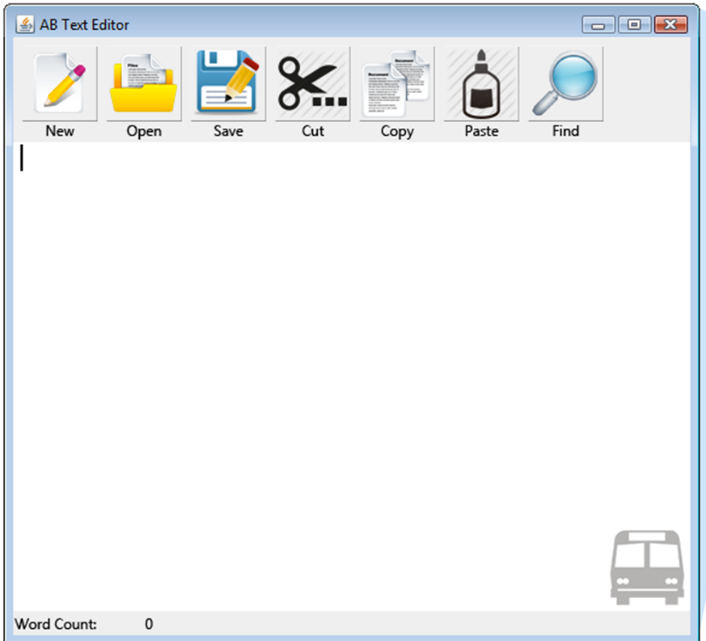 AB Text Editor
New Open Save Cut Copy Paste Find
Word Count: 0